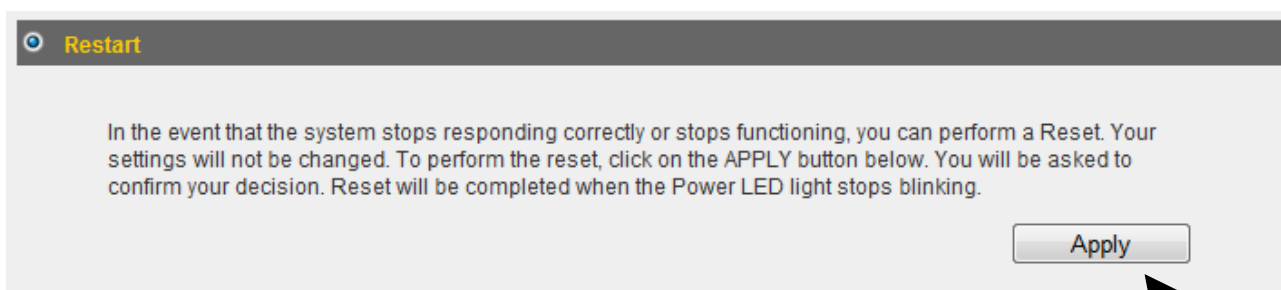 Restart
In the event that the system stops responding correctly or stops functioning, you can perform a Reset. Your
settings will not be changed. To perform the reset, click on the APPLY button below. You will be asked to
confirm your decision. Reset will be completed when the Power LED light stops blinking.
Apply